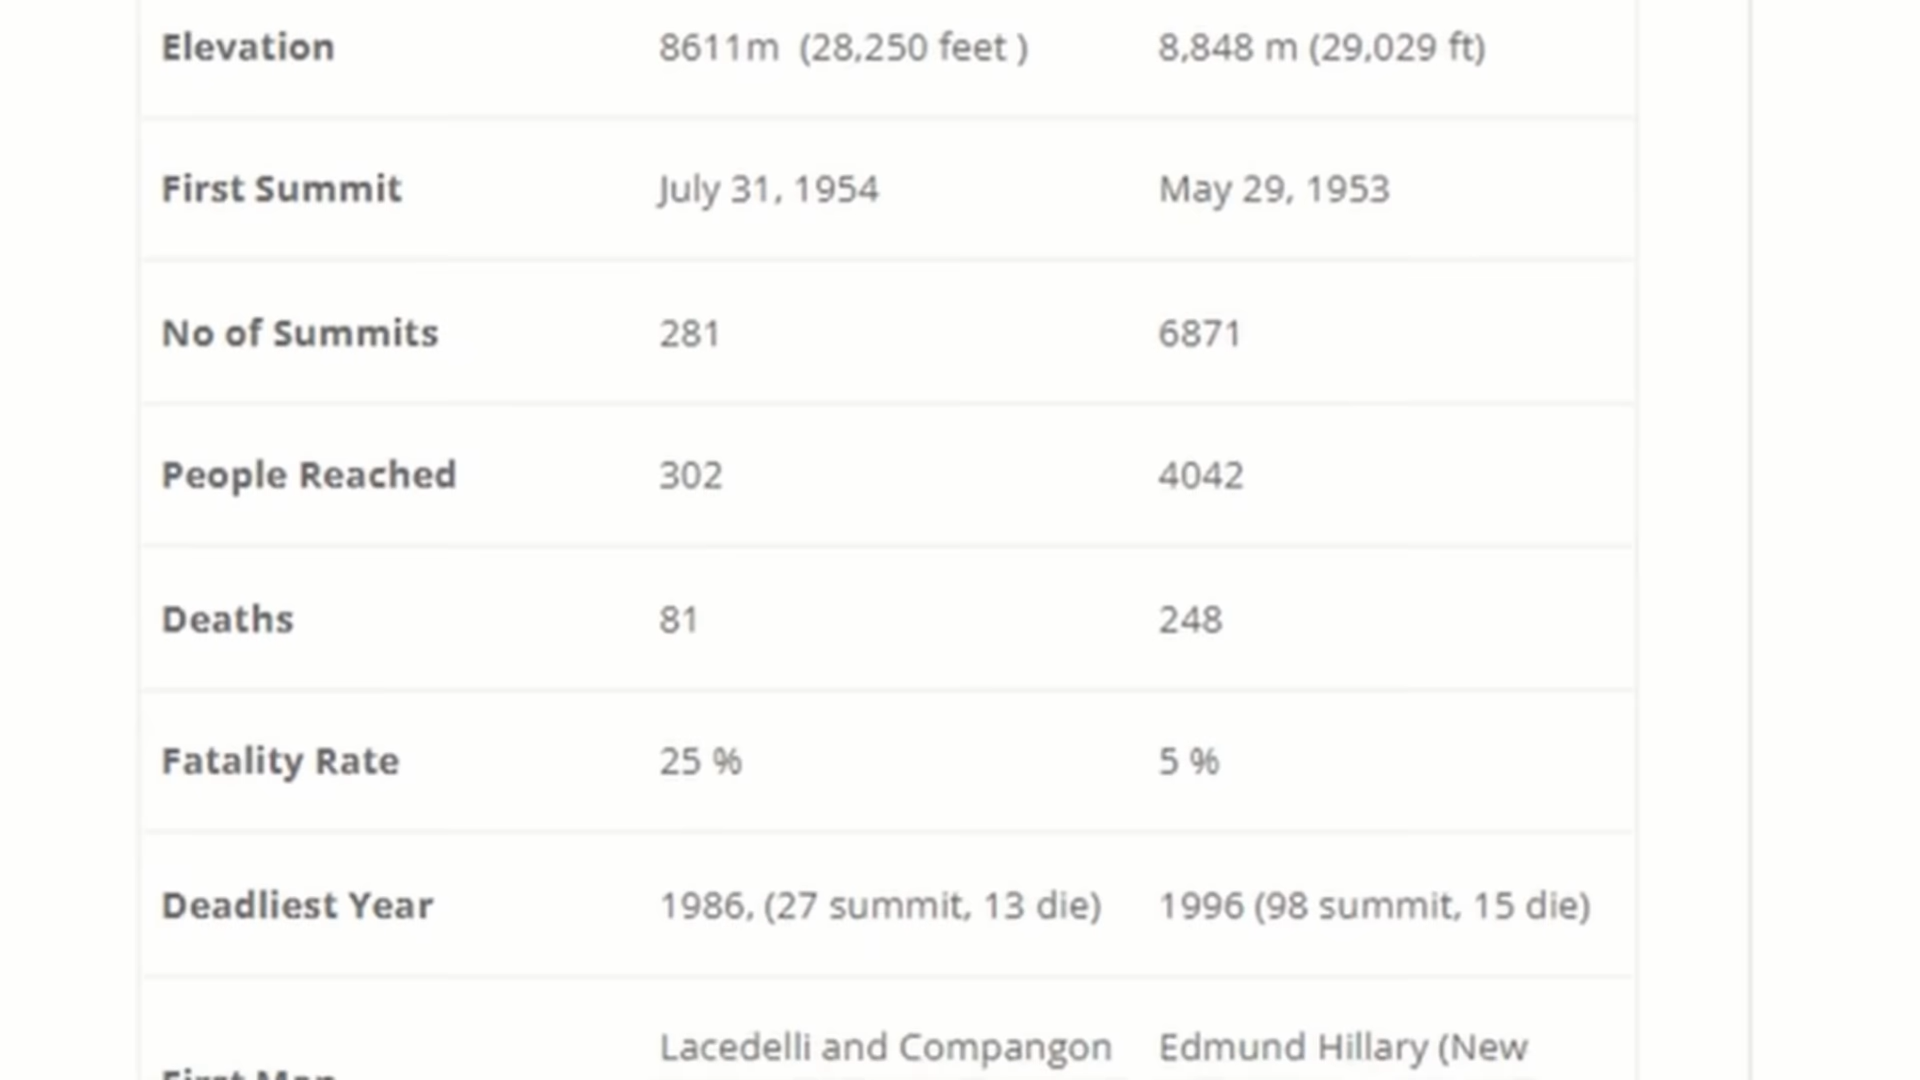 Elevation 8611m (28,250 feet ) 8,848 m (29,029 ft)
First Summit July 31, 1954 May 29, 1953
No of Summits 281 6871
People Reached 302 4042
Deaths 81 248
Fatality Rate 25 % 5 %
Deadliest Year 1986, (27 summit, 13 die) 1996 (98 summit, 15 die)
Lacedelli and Compangon Edmund Hillary (New
First Man